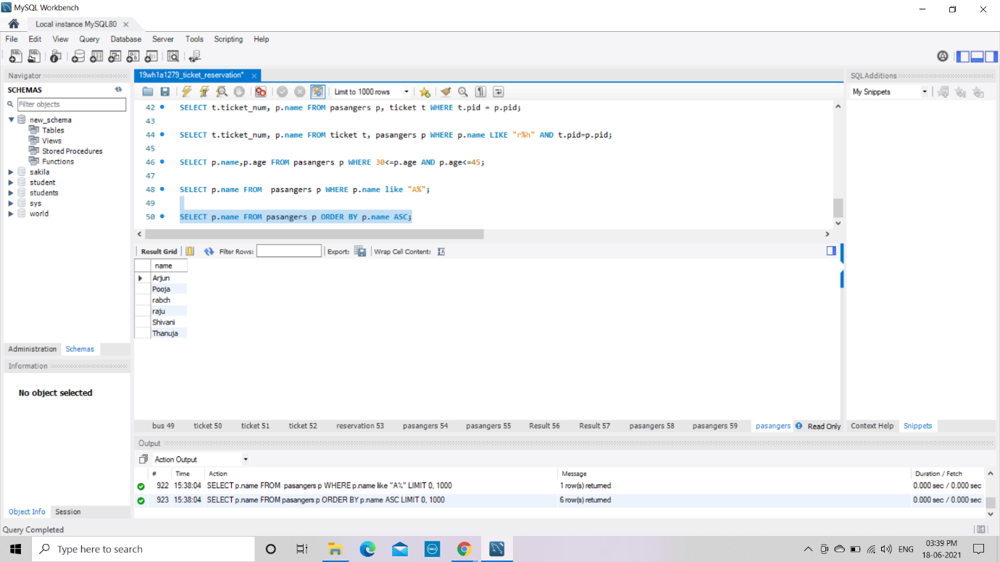 MySQL Workbench
Local instance MySQL80
File Edit View Query Database Server Tools Scripting Help
Navigator
SCHEMAS
Filter objects
new_schema
Tables
Views
Stored Procedures
Functions
sakila
student
students
sys
world
Administration Schemas
Information
No object selected
Object Info Session
19wh1a1279_ticket_reservation*
Limit to 1000 rows
42 SELECT t.ticket_num, p.name FROM pasangers p, ticket t WHERE t.pid = p.pid;
43
44 SELECT t.ticket_num, p.name FROM ticket t, pasangers p WHERE p.name LIKE "r%h" AND t.pid=p.pid;
45
46 SELECT p.name,p.age FROM pasangers p WHERE 30<=p.age AND p.age<=45;
47
48 SELECT p.name FROM  pasangers p WHERE p.name like "A%";
49
50 SELECT p.name FROM pasangers p ORDER BY p.name ASC;
Result Grid Filter Rows: Export: Wrap Cell Content:
name
Arjun
Pooja
rabch
raju
Shivani
Thanuja
bus 49 ticket 50 ticket 51 ticket 52 reservation 53 pasangers 54 pasangers 55 Result 56 Result 57 pasangers 58 pasangers 59 pasangers Read Only
Output
Action Output
# Time Action Message Duration / Fetch
922 15:38:04 SELECT p.name FROM  pasangers p WHERE p.name like "A%" LIMIT 0, 1000 1 row(s) returned 0.000 sec / 0.000 sec
923 15:38:04 SELECT p.name FROM pasangers p ORDER BY p.name ASC LIMIT 0, 1000 6 row(s) returned 0.000 sec / 0.000 sec
SQLAdditions
My Snippets
Context Help Snippets
Query Completed
Type here to search
DELL
ENG
03:39 PM
18-06-2021